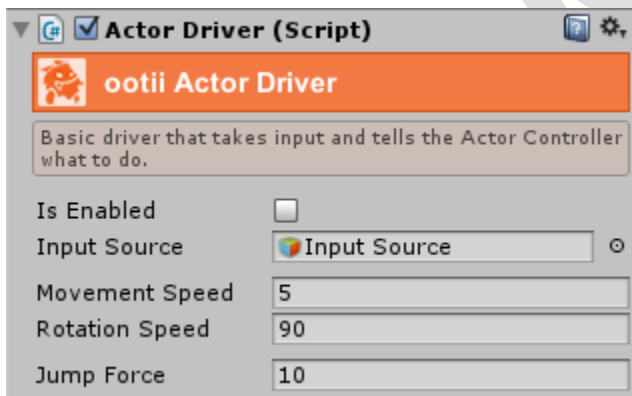 Actor Driver (Script)
ootii Actor Driver
Basic driver that takes input and tells the Actor Controller
what to do.
Is Enabled
Input Source Input Source
Movement Speed 5
Rotation Speed 90
Jump Force 10